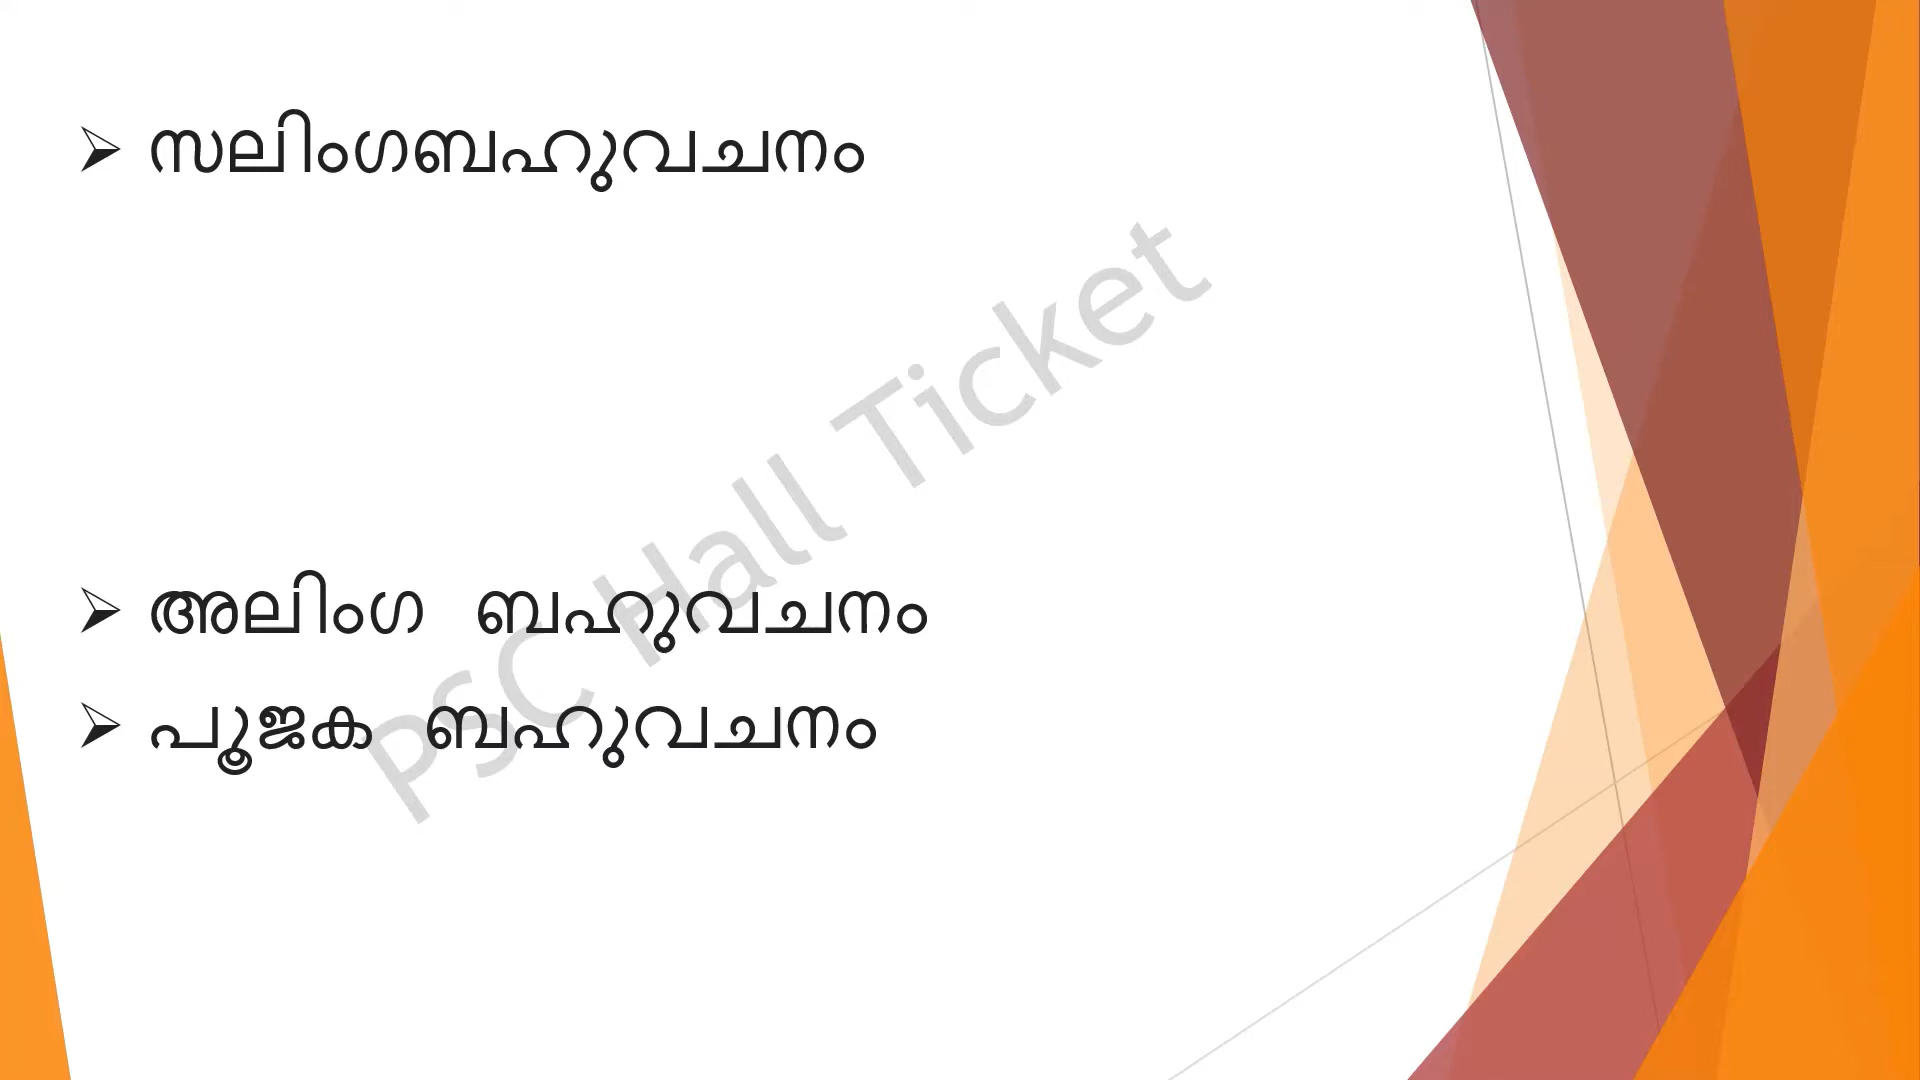 ➢ സലിംഗബഹുവചനം
➢ അലിംഗ ബഹുവചനം
➢ പൂജക ബഹുവചനം
PSC Hall Ticket